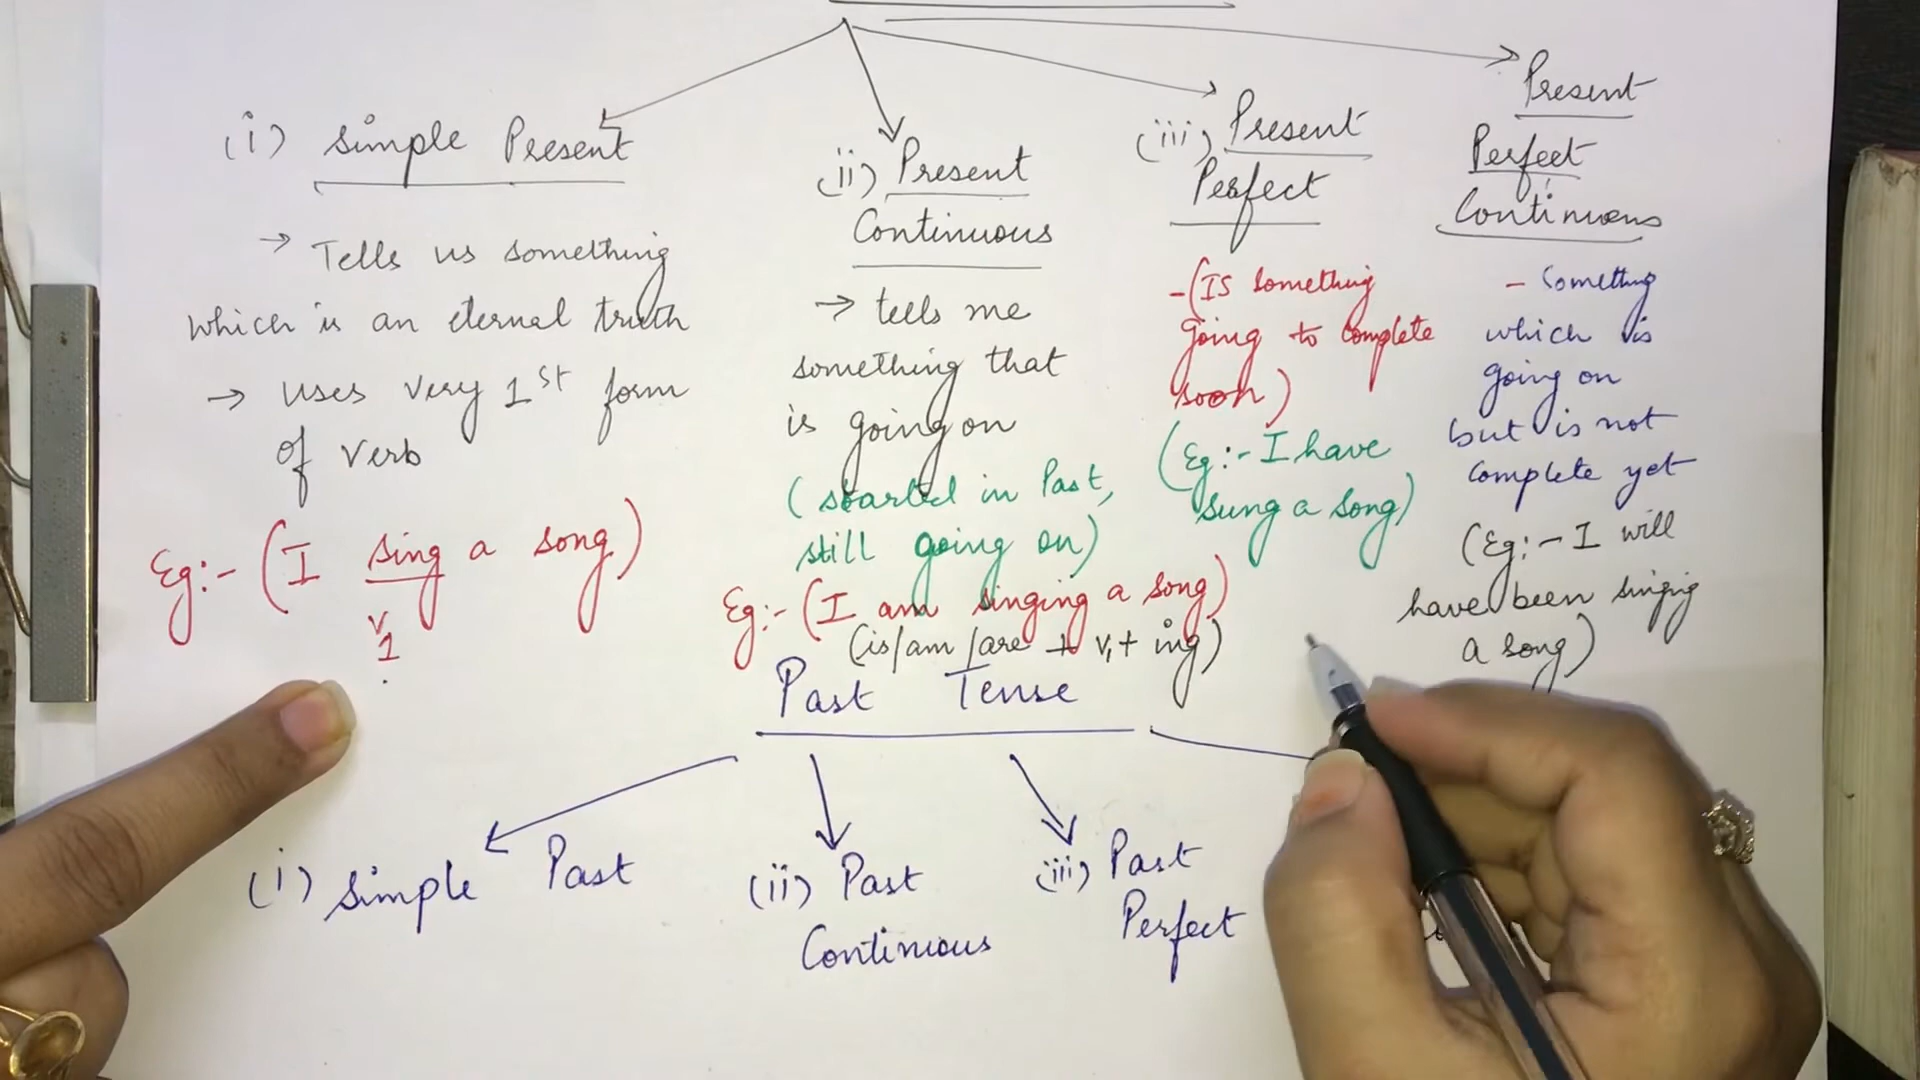 (i) Simple Present
→ Tells us something
which is an eternal truth
→ uses very 1st form
of verb
Eg:- (I sing a song)
V1
(ii) Present
Continuous
→ tells me
something that
is going on
(started in Past,
still going on)
Eg:- (I am singing a song)
(is/am/are + V1+ ing)
(iii) Present
Perfect
-(IS something
going to complete
soon)
(Eg:- I have
sung a song)
Present
Perfect
Continuous
- Something
which is
going on
but is not
complete yet
(Eg:- I will
have been singing
a song)
Past Tense
(i) Simple Past
(ii) Past
Continuous
(iii) Past
Perfect